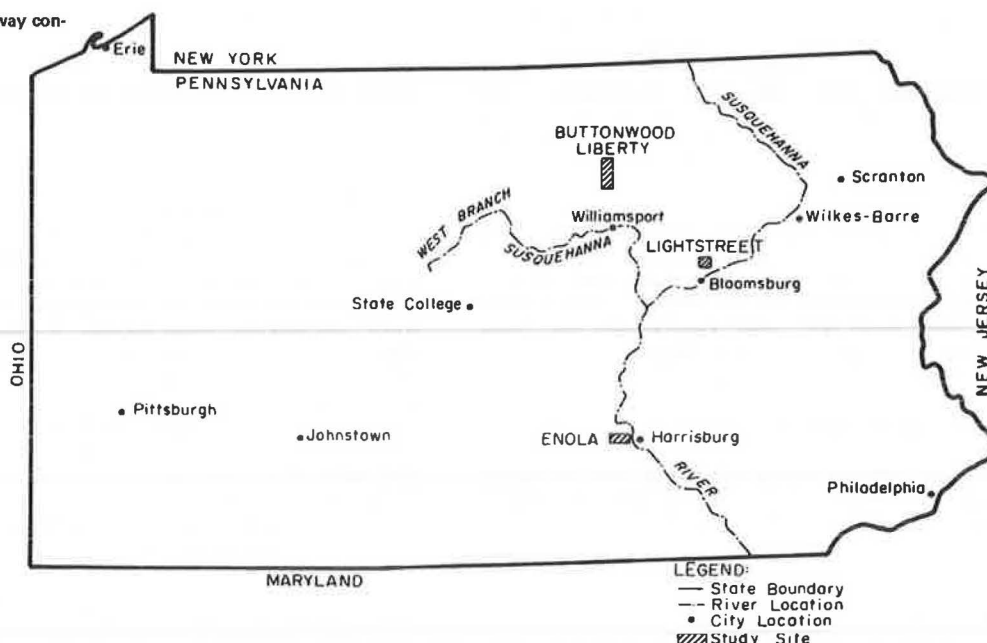 way con-
Erie
NEW YORK
PENNSYLVANIA
SUSQUEHANNA
BUTTONWOOD
LIBERTY
Scranton
WEST BRANCH
SUSQUEHANNA
Williamsport
Wilkes-Barre
LIGHTSTREET
Bloomsburg
State College
OHIO
NEW JERSEY
Pittsburgh
Johnstown
ENOLA
Harrisburg
RIVER
Philadelphia
MARYLAND
LEGEND:
State Boundary
River Location
City Location
Study Site